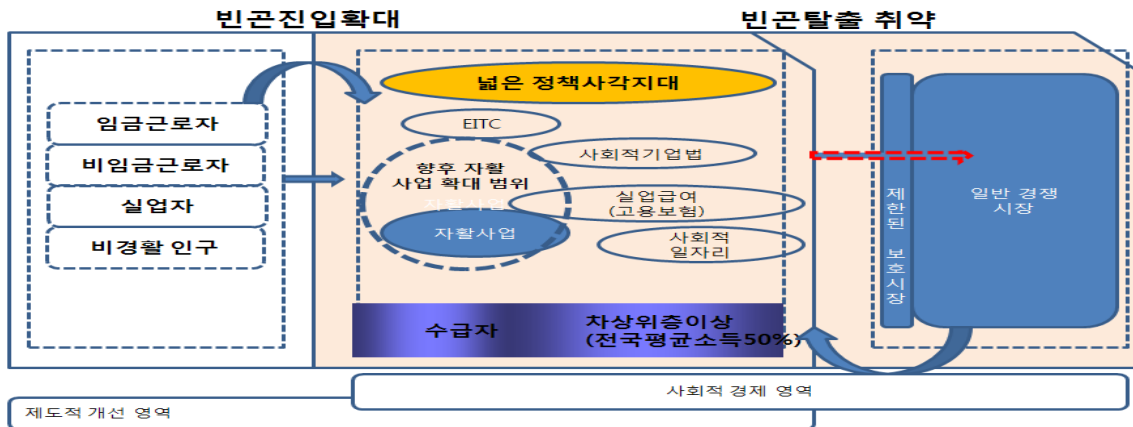 빈곤진입확대
빈곤탈출 취약
넓은 정책사각지대
임금근로자
비임금근로자
실업자
비경활 인구
EITC
사회적기업법
향후 자활
사업 확대 범위
자활사업
실업급여
(고용보험)
자활사업
사회적
일자리
제한된 보호시장
일반 경쟁
시장
수급자
차상위층이상
(전국평균소득50%)
사회적 경제 영역
제도적 개선 영역